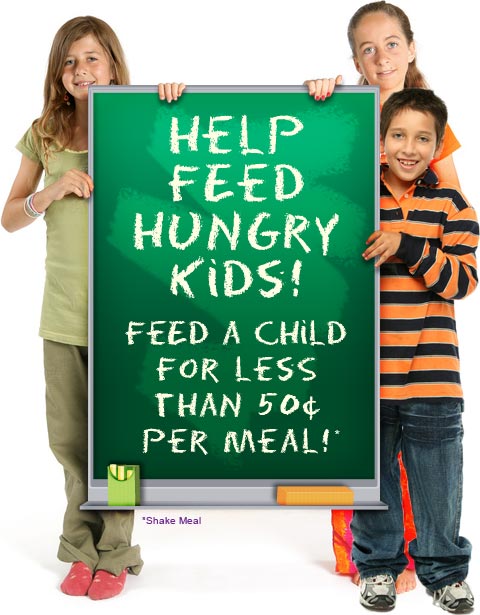 HELP
FEED
HUNGRY
KiDS!
FEED A CHiLD
FOR LESS
THAN 50¢
PER MEAL!*
*Shake Meal